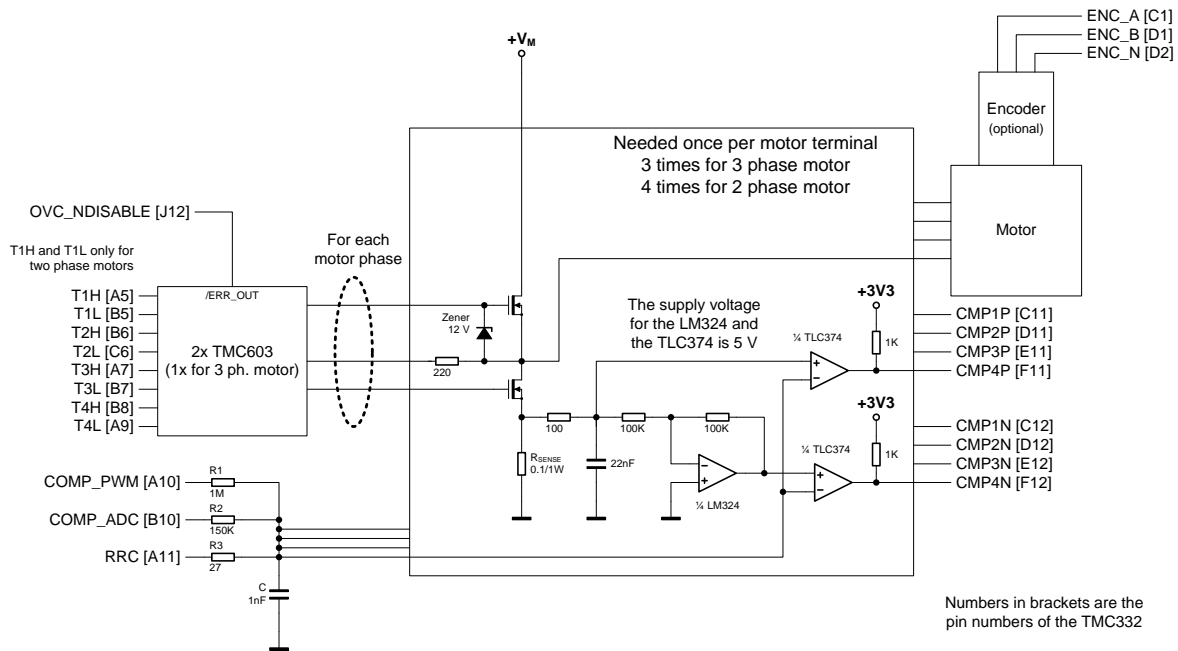 ENC_A [C1]
ENC_B [D1]
ENC_N [D2]
+VM
Encoder
(optional)
Needed once per motor terminal
3 times for 3 phase motor
4 times for 2 phase motor
Motor
OVC_NDISABLE [J12]
T1H and T1L only for
two phase motors
For each
motor phase
/ERR_OUT
T1H [A5]
T1L [B5]
T2H [B6]
T2L [C6]
T3H [A7]
T3L [B7]
T4H [B8]
T4L [A9]
2x TMC603
(1x for 3 ph. motor)
Zener
12 V
220
The supply voltage
for the LM324 and
the TLC374 is 5 V
+3V3
¼ TLC374
1K
CMP1P [C11]
CMP2P [D11]
CMP3P [E11]
CMP4P [F11]
+3V3
100
100K
100K
¼ TLC374
1K
CMP1N [C12]
CMP2N [D12]
CMP3N [E12]
CMP4N [F12]
RSENSE
0.1/1W
22nF
¼ LM324
COMP_PWM [A10]
R1
1M
COMP_ADC [B10]
R2
150K
RRC [A11]
R3
27
C
1nF
Numbers in brackets are the
pin numbers of the TMC332